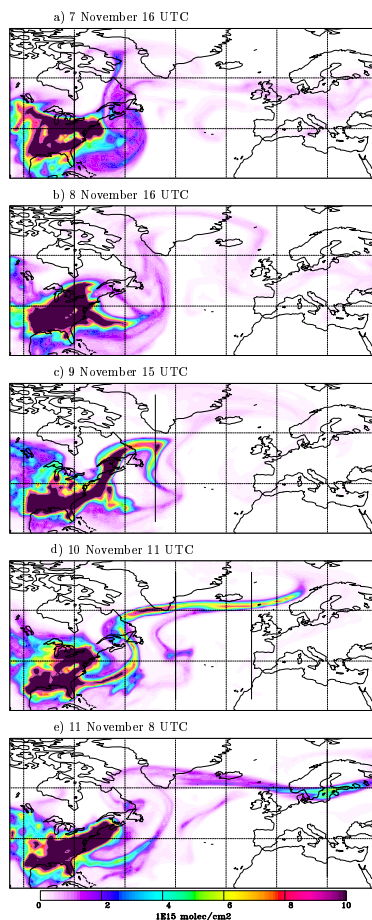 a) 7 November 16 UTC
b) 8 November 16 UTC
c) 9 November 15 UTC
d) 10 November 11 UTC
e) 11 November 8 UTC
0 2 4 6 8 10
1E15 molec/cm2